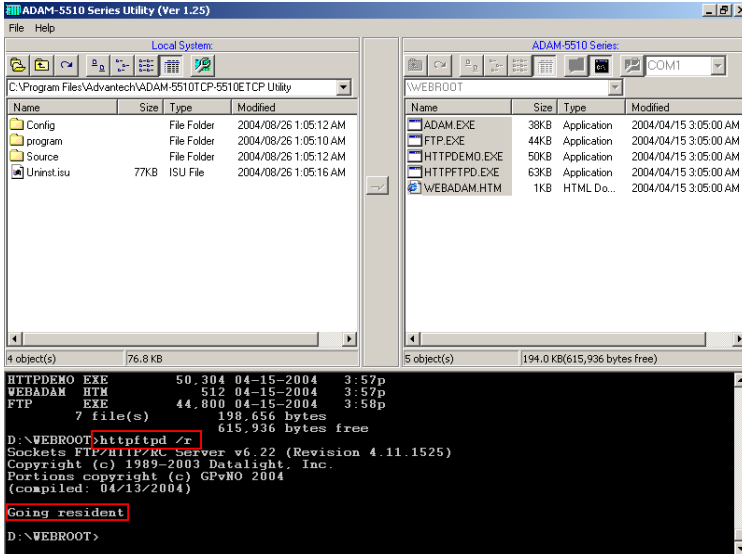 ADAM-5510 Series Utility (Ver 1.25)
File Help
Local System:
C:\Program Files\Advantech\ADAM-5510TCP-5510ETCP Utility
Name Size Type Modified
Config File Folder 2004/08/26 1:05:12 AM
program File Folder 2004/08/26 1:05:10 AM
Source File Folder 2004/08/26 1:05:12 AM
Uninst.isu 77KB ISU File 2004/08/26 1:05:16 AM
4 object(s) 76.8 KB
ADAM-5510 Series:
COM1
\WEBROOT
Name Size Type Modified
ADAM.EXE 38KB Application 2004/04/15 3:05:00 AM
FTP.EXE 44KB Application 2004/04/15 3:05:00 AM
HTTPDEMO.EXE 50KB Application 2004/04/15 3:05:00 AM
HTTPFTPD.EXE 63KB Application 2004/04/15 3:05:00 AM
WEBADAM.HTM 1KB HTML Do... 2004/04/15 3:05:00 AM
5 object(s) 194.0 KB(615,936 bytes free)
HTTPDEMO EXE 50,304 04-15-2004 3:57p
WEBADAM HTM 512 04-15-2004 3:57p
FTP EXE 44,800 04-15-2004 3:58p
7 file(s) 198,656 bytes
615,936 bytes free
D:\WEBROOT>httpftpd /r
Sockets FTP/HTTP/RC Server v6.22 (Revision 4.11.1525)
Copyright (c) 1989-2003 Datalight, Inc.
Portions copyright (c) GPvNO 2004
(compiled: 04/13/2004)
Going resident
D:\WEBROOT>